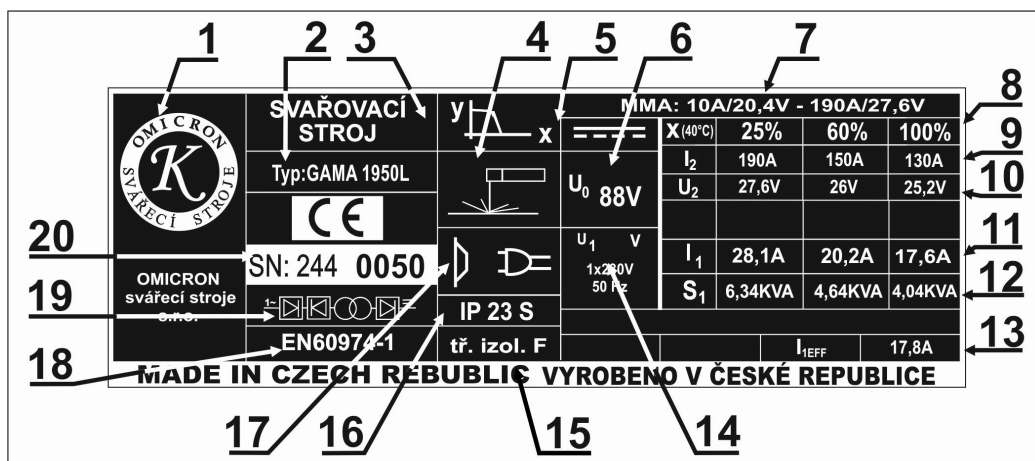 1 2 3 4 5 6 7
8
9
10
11
12
13
14
15
16
17
18
19
20
OMICRON
K
SVÁŘECÍ STROJE
OMICRON
svářecí stroje
s.r.o.
SVAŘOVACÍ
STROJ
Typ:GAMA 1950L
CE
SN: 244 0050
1~
EN60974-1
y
x
IP 23 S
tř. izol. F
U0 88V
U1 V
1x230V
50 Hz
MMA: 10A/20,4V - 190A/27,6V
X (40°C) 25% 60% 100%
I2 190A 150A 130A
U2 27,6V 26V 25,2V
I1 28,1A 20,2A 17,6A
S1 6,34KVA 4,64KVA 4,04KVA
I1EFF 17,8A
MADE IN CZECH REBUBLIC VYROBENO V ČESKÉ REPUBLICE